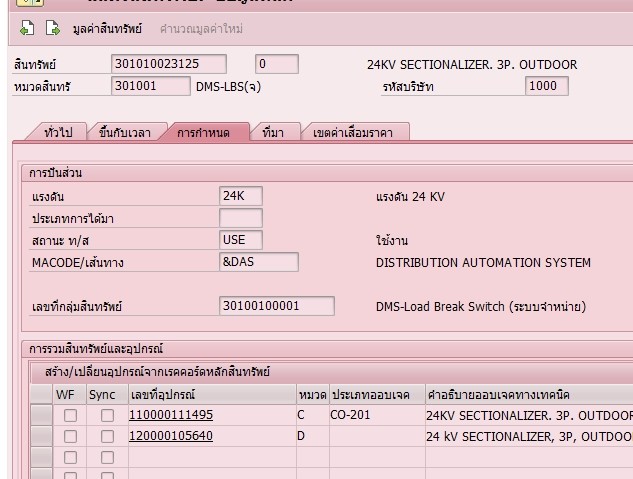 มูลค่าสินทรัพย์ คำนวณมูลค่าใหม่
สินทรัพย์ 301010023125 0 24KV SECTIONALIZER. 3P. OUTDOOR
หมวดสินทรั 301001 DMS-LBS(จ) รหัสบริษัท 1000
ทั่วไป ขึ้นกับเวลา การกำหนด ที่มา เขตค่าเสื่อมราคา
การปันส่วน
แรงดัน 24K แรงดัน 24 KV
ประเภทการได้มา
สถานะ ท/ส USE ใช้งาน
MACODE/เส้นทาง &DAS DISTRIBUTION AUTOMATION SYSTEM
เลขที่กลุ่มสินทรัพย์ 30100100001 DMS-Load Break Switch (ระบบจำหน่าย)
การรวมสินทรัพย์และอุปกรณ์
สร้าง/เปลี่ยนอุปกรณ์จากเรคคอร์ดหลักสินทรัพย์
WF Sync เลขที่อุปกรณ์ หมวด ประเภทออบเจค คำอธิบายออบเจคทางเทคนิค
110000111495 C CO-201 24KV SECTIONALIZER. 3P. OUTDOOR
120000105640 D 24 kV SECTIONALIZER, 3P, OUTDOO